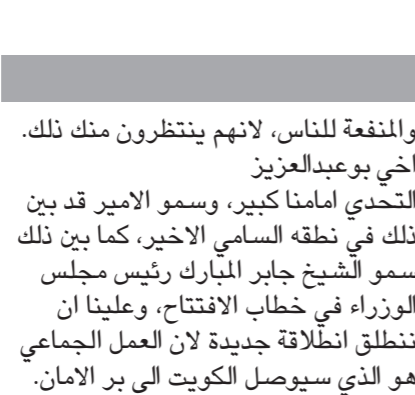 والمنفعة للناس، لانهم ينتظرون منك ذلك.
اخي بوعبدالعزيز
التحدي امامنا كبير، وسمو الامير قد بين
ذلك في نطقه السامي الاخير، كما بين ذلك
سمو الشيخ جابر المبارك رئيس مجلس
الوزراء في خطاب الافتتاح، وعلينا ان
ننطلق انطلاقة جديدة لان العمل الجماعي
هو الذي سيوصل الكويت الى بر الامان.